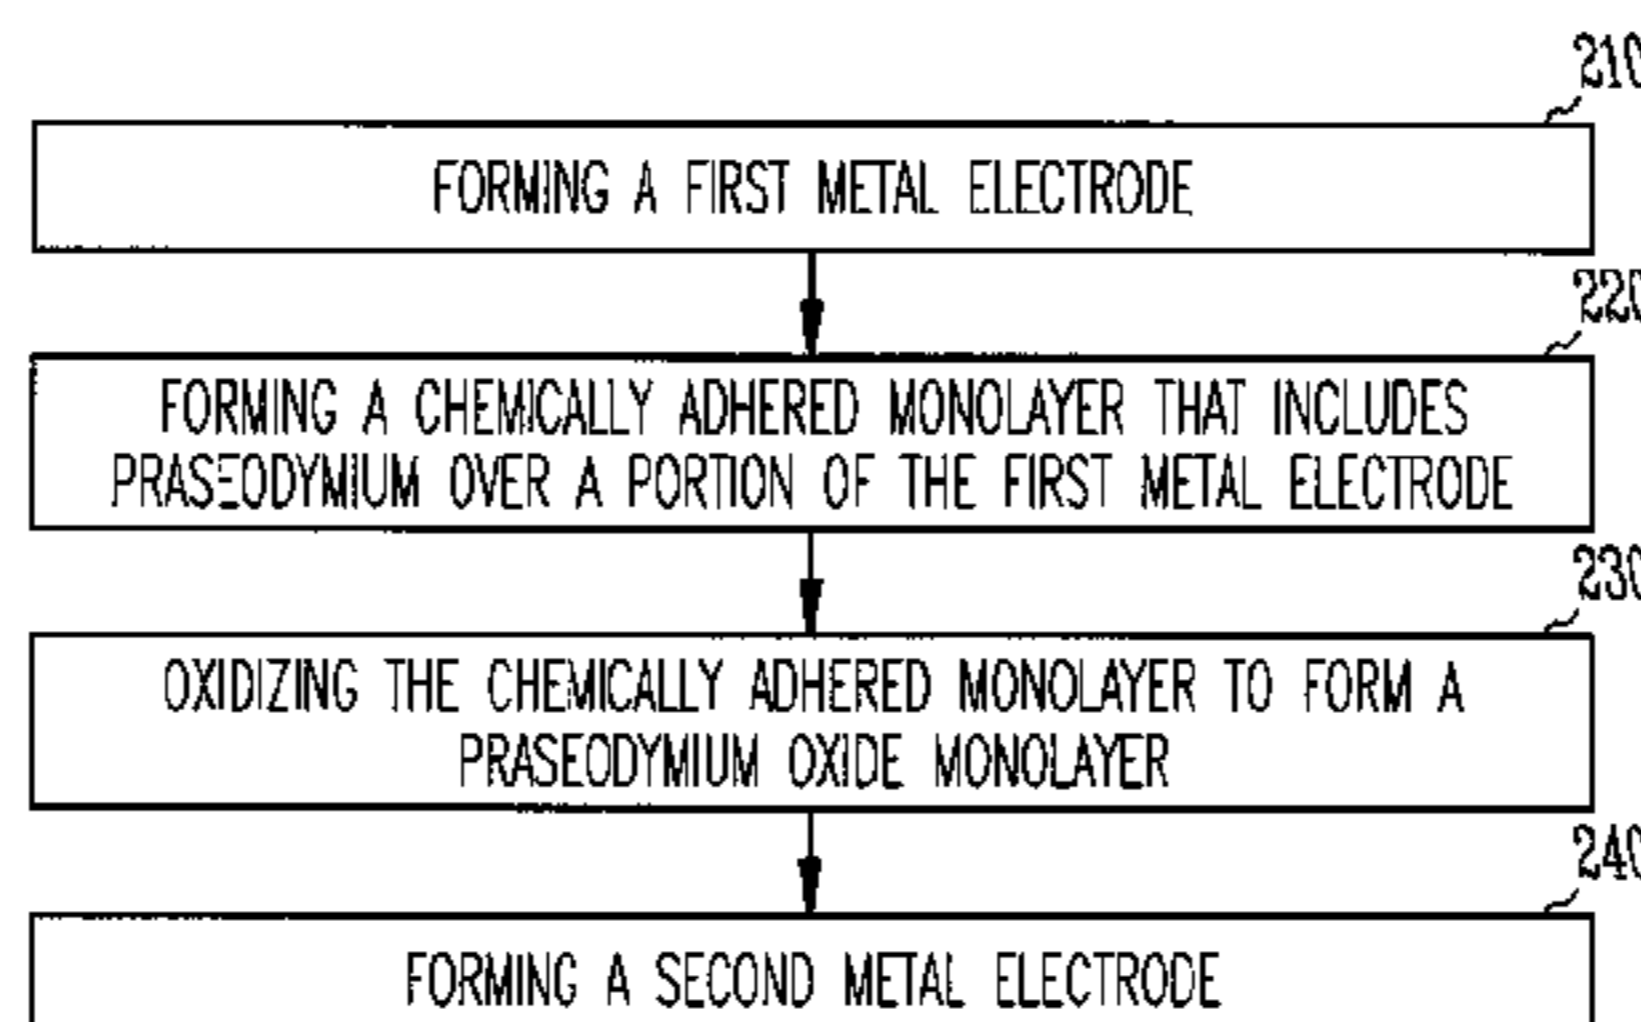 210
FORMING A FIRST METAL ELECTRODE
220
FORMING A CHEMICALLY ADHERED MONOLAYER THAT INCLUDES
PRASEODYMIUM OVER A PORTION OF THE FIRST METAL ELECTRODE
230
OXIDIZING THE CHEMICALLY ADHERED MONOLAYER TO FORM A
PRASEODYMIUM OXIDE MONOLAYER
240
FORMING A SECOND METAL ELECTRODE